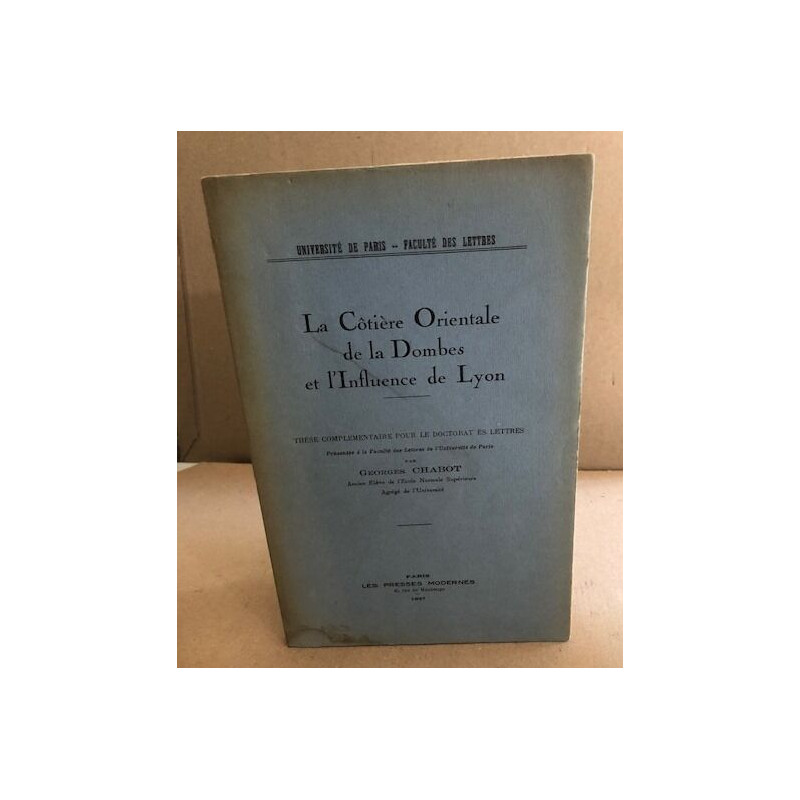 UNIVERSITÉ DE PARIS -- FACULTÉ DES LETTRES
La Côtière Orientale
de la Dombes
et l'Influence de Lyon
THÈSE COMPLÉMENTAIRE POUR LE DOCTORAT ÈS LETTRES
Présentée à la Faculté des Lettres de l'Université de Paris
PAR
GEORGES CHABOT
Ancien Élève de l'École Normale Supérieure
Agrégé de l'Université
PARIS
LES PRESSES MODERNES
1927